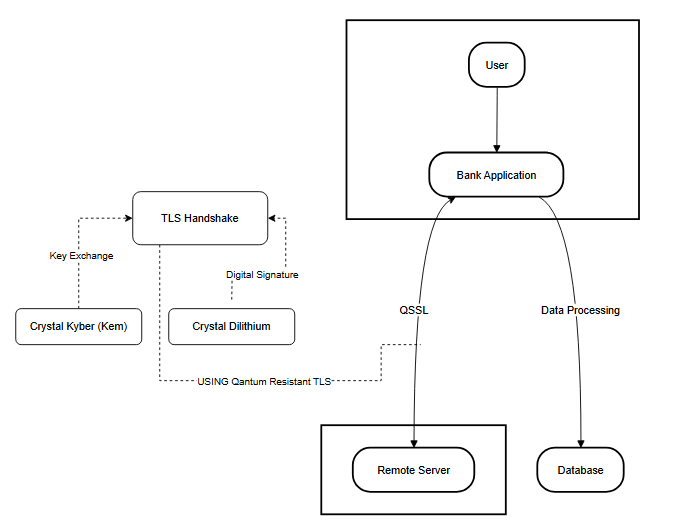 User
Bank Application
TLS Handshake
Key Exchange
Digital Signature
QSSL
Data Processing
Crystal Kyber (Kem)
Crystal Dilithium
USING Qantum Resistant TLS
Remote Server
Database